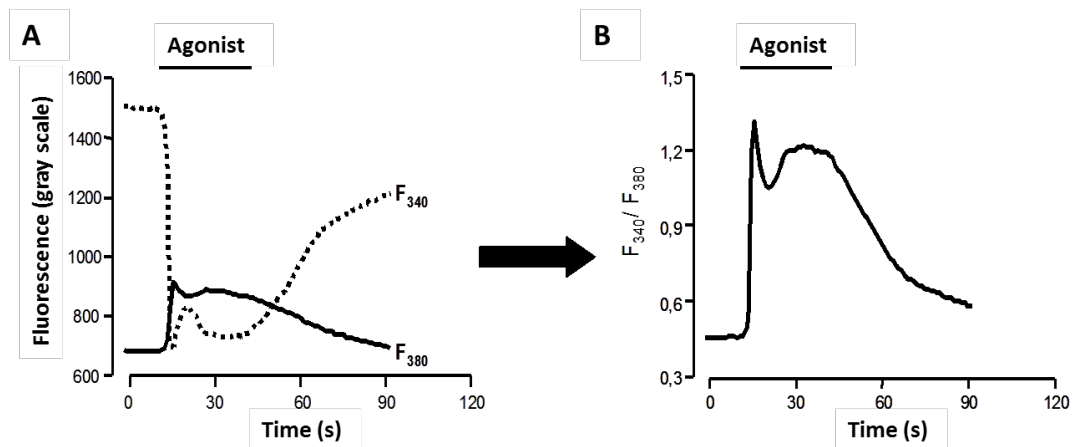 A
Agonist
Fluorescence (gray scale)
1600
1400
1200
1000
800
600
F340
F380
0 30 60 90 120
Time (s)
B
Agonist
F340/ F380
1,5
1,2
0,9
0,6
0,3
0 30 60 90 120
Time (s)